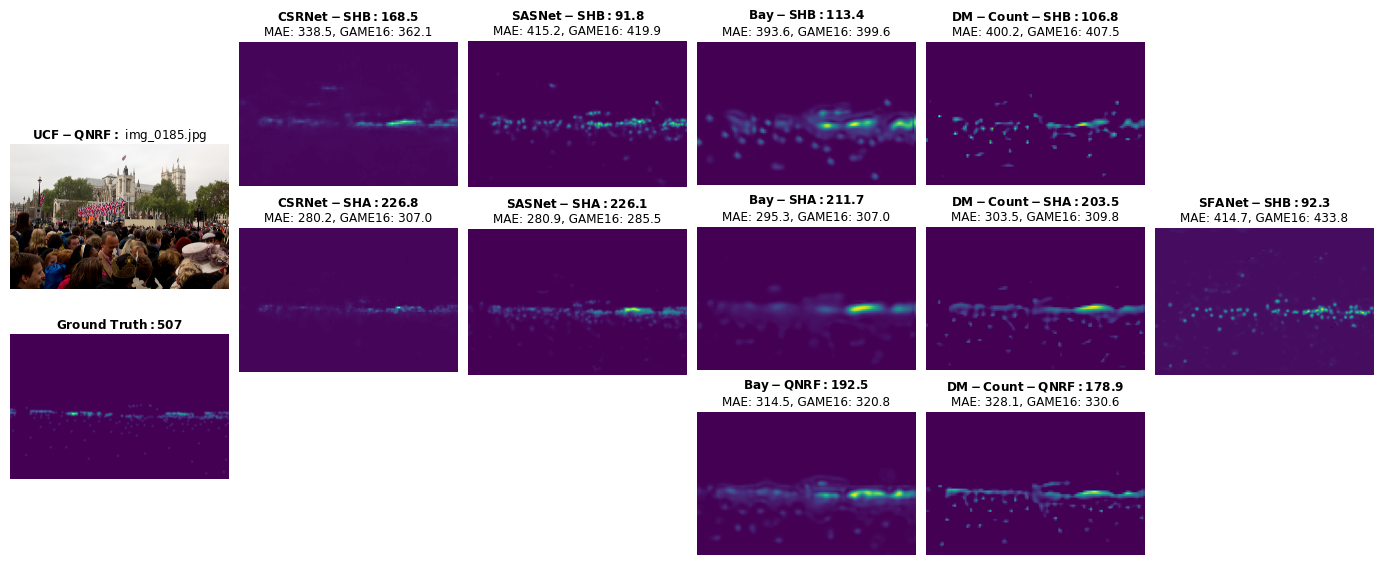 CSRNet − SHB: 168.5
MAE: 338.5, GAME16: 362.1
SASNet − SHB: 91.8
MAE: 415.2, GAME16: 419.9
Bay − SHB: 113.4
MAE: 393.6, GAME16: 399.6
DM − Count − SHB: 106.8
MAE: 400.2, GAME16: 407.5
UCF − QNRF: img_0185.jpg
CSRNet − SHA: 226.8
MAE: 280.2, GAME16: 307.0
SASNet − SHA: 226.1
MAE: 280.9, GAME16: 285.5
Bay − SHA: 211.7
MAE: 295.3, GAME16: 307.0
DM − Count − SHA: 203.5
MAE: 303.5, GAME16: 309.8
SFANet − SHB: 92.3
MAE: 414.7, GAME16: 433.8
Ground Truth: 507
Bay − QNRF: 192.5
MAE: 314.5, GAME16: 320.8
DM − Count − QNRF: 178.9
MAE: 328.1, GAME16: 330.6